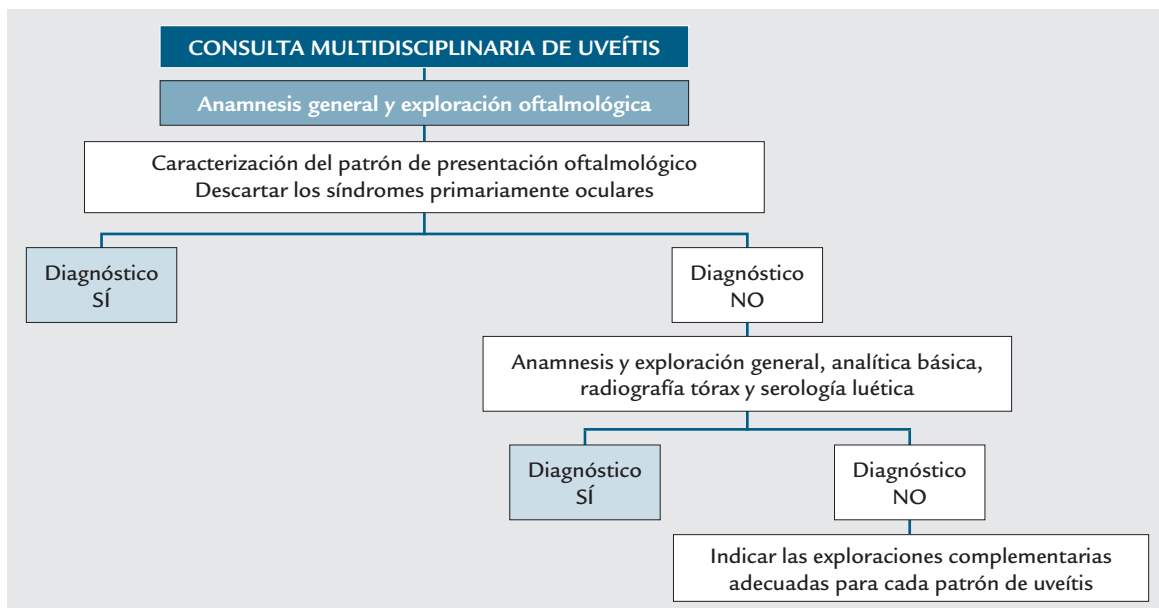 CONSULTA MULTIDISCIPLINARIA DE UVEÍTIS
Anamnesis general y exploración oftalmológica
Caracterización del patrón de presentación oftalmológico
Descartar los síndromes primariamente oculares
Diagnóstico
SÍ
Diagnóstico
NO
Anamnesis y exploración general, analítica básica,
radiografía tórax y serología luética
Diagnóstico
SÍ
Diagnóstico
NO
Indicar las exploraciones complementarias
adecuadas para cada patrón de uveítis